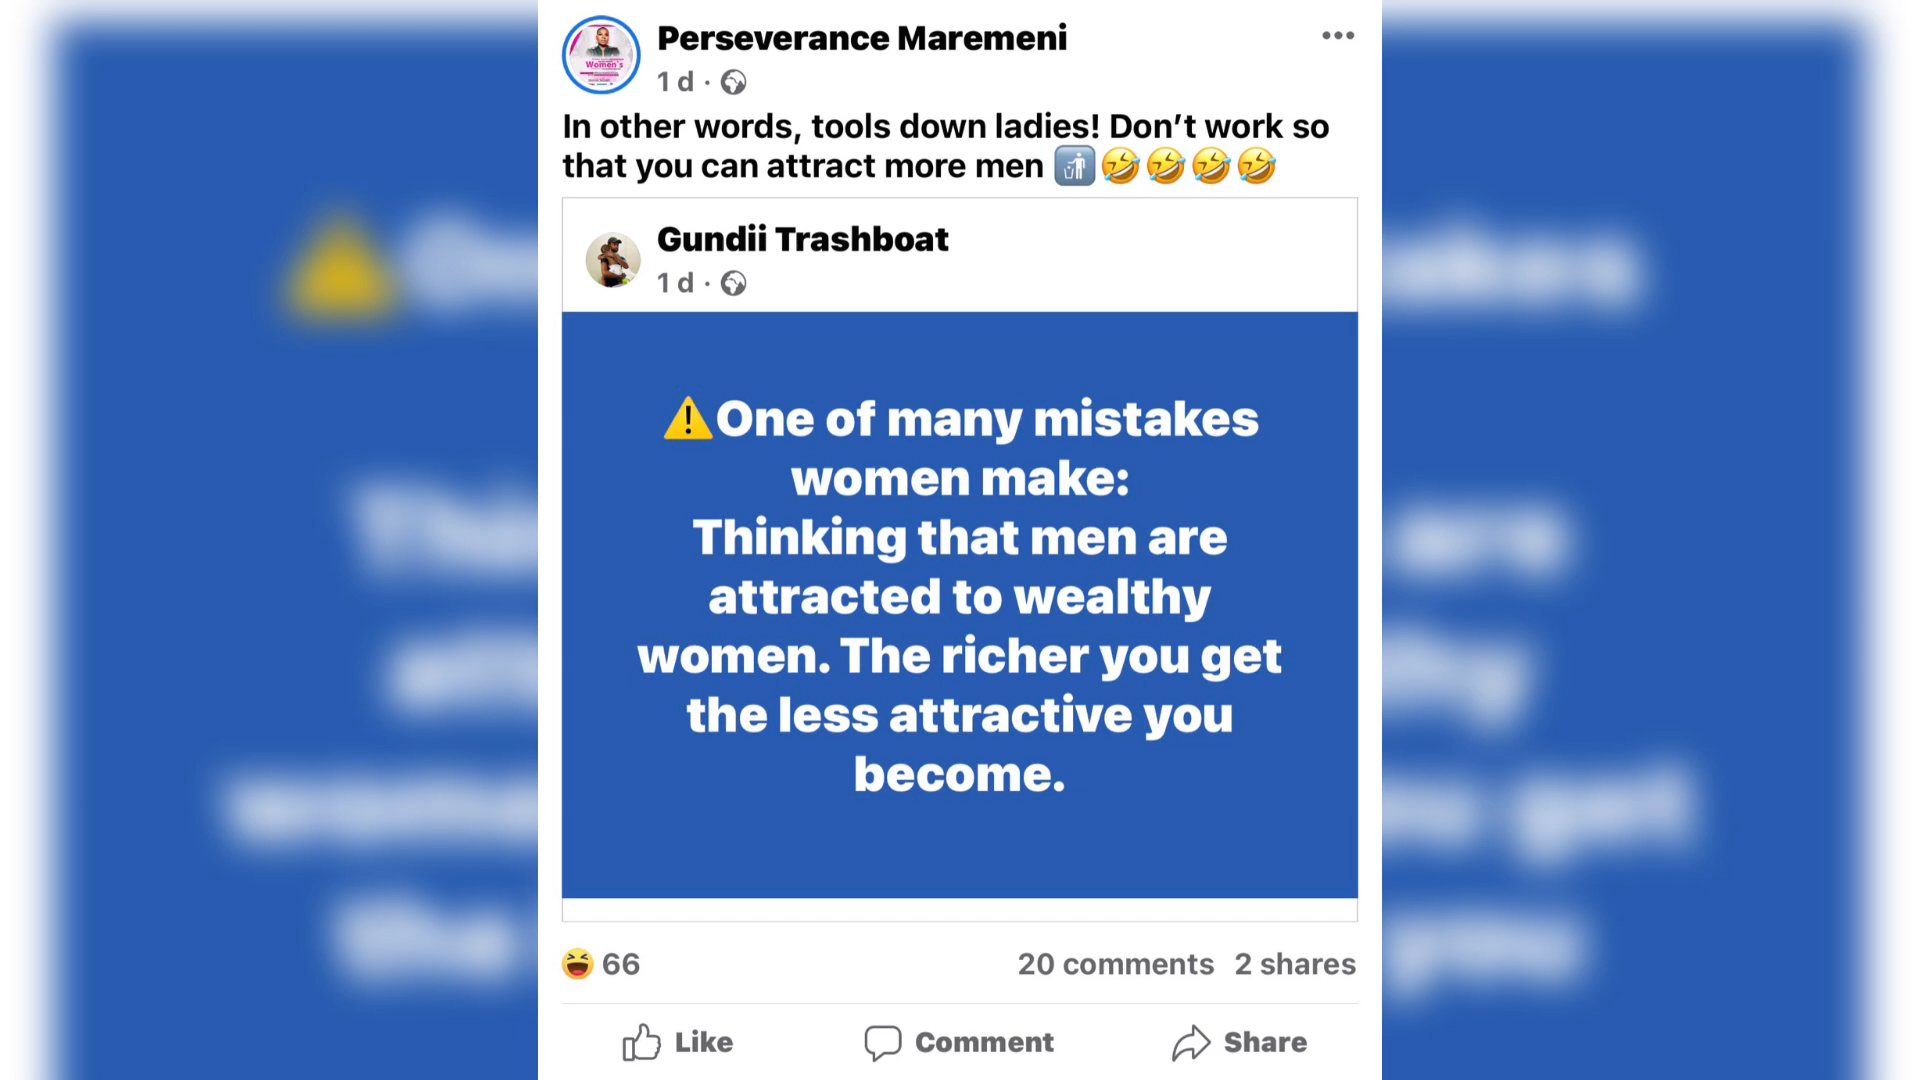 Perseverance Maremeni
1 d ·
In other words, tools down ladies! Don’t work so
that you can attract more men 🚮🤣🤣🤣🤣
Women's
Gundii Trashboat
1 d ·
⚠️One of many mistakes
women make:
Thinking that men are
attracted to wealthy
women. The richer you get
the less attractive you
become.
66
20 comments 2 shares
Like
Comment
Share